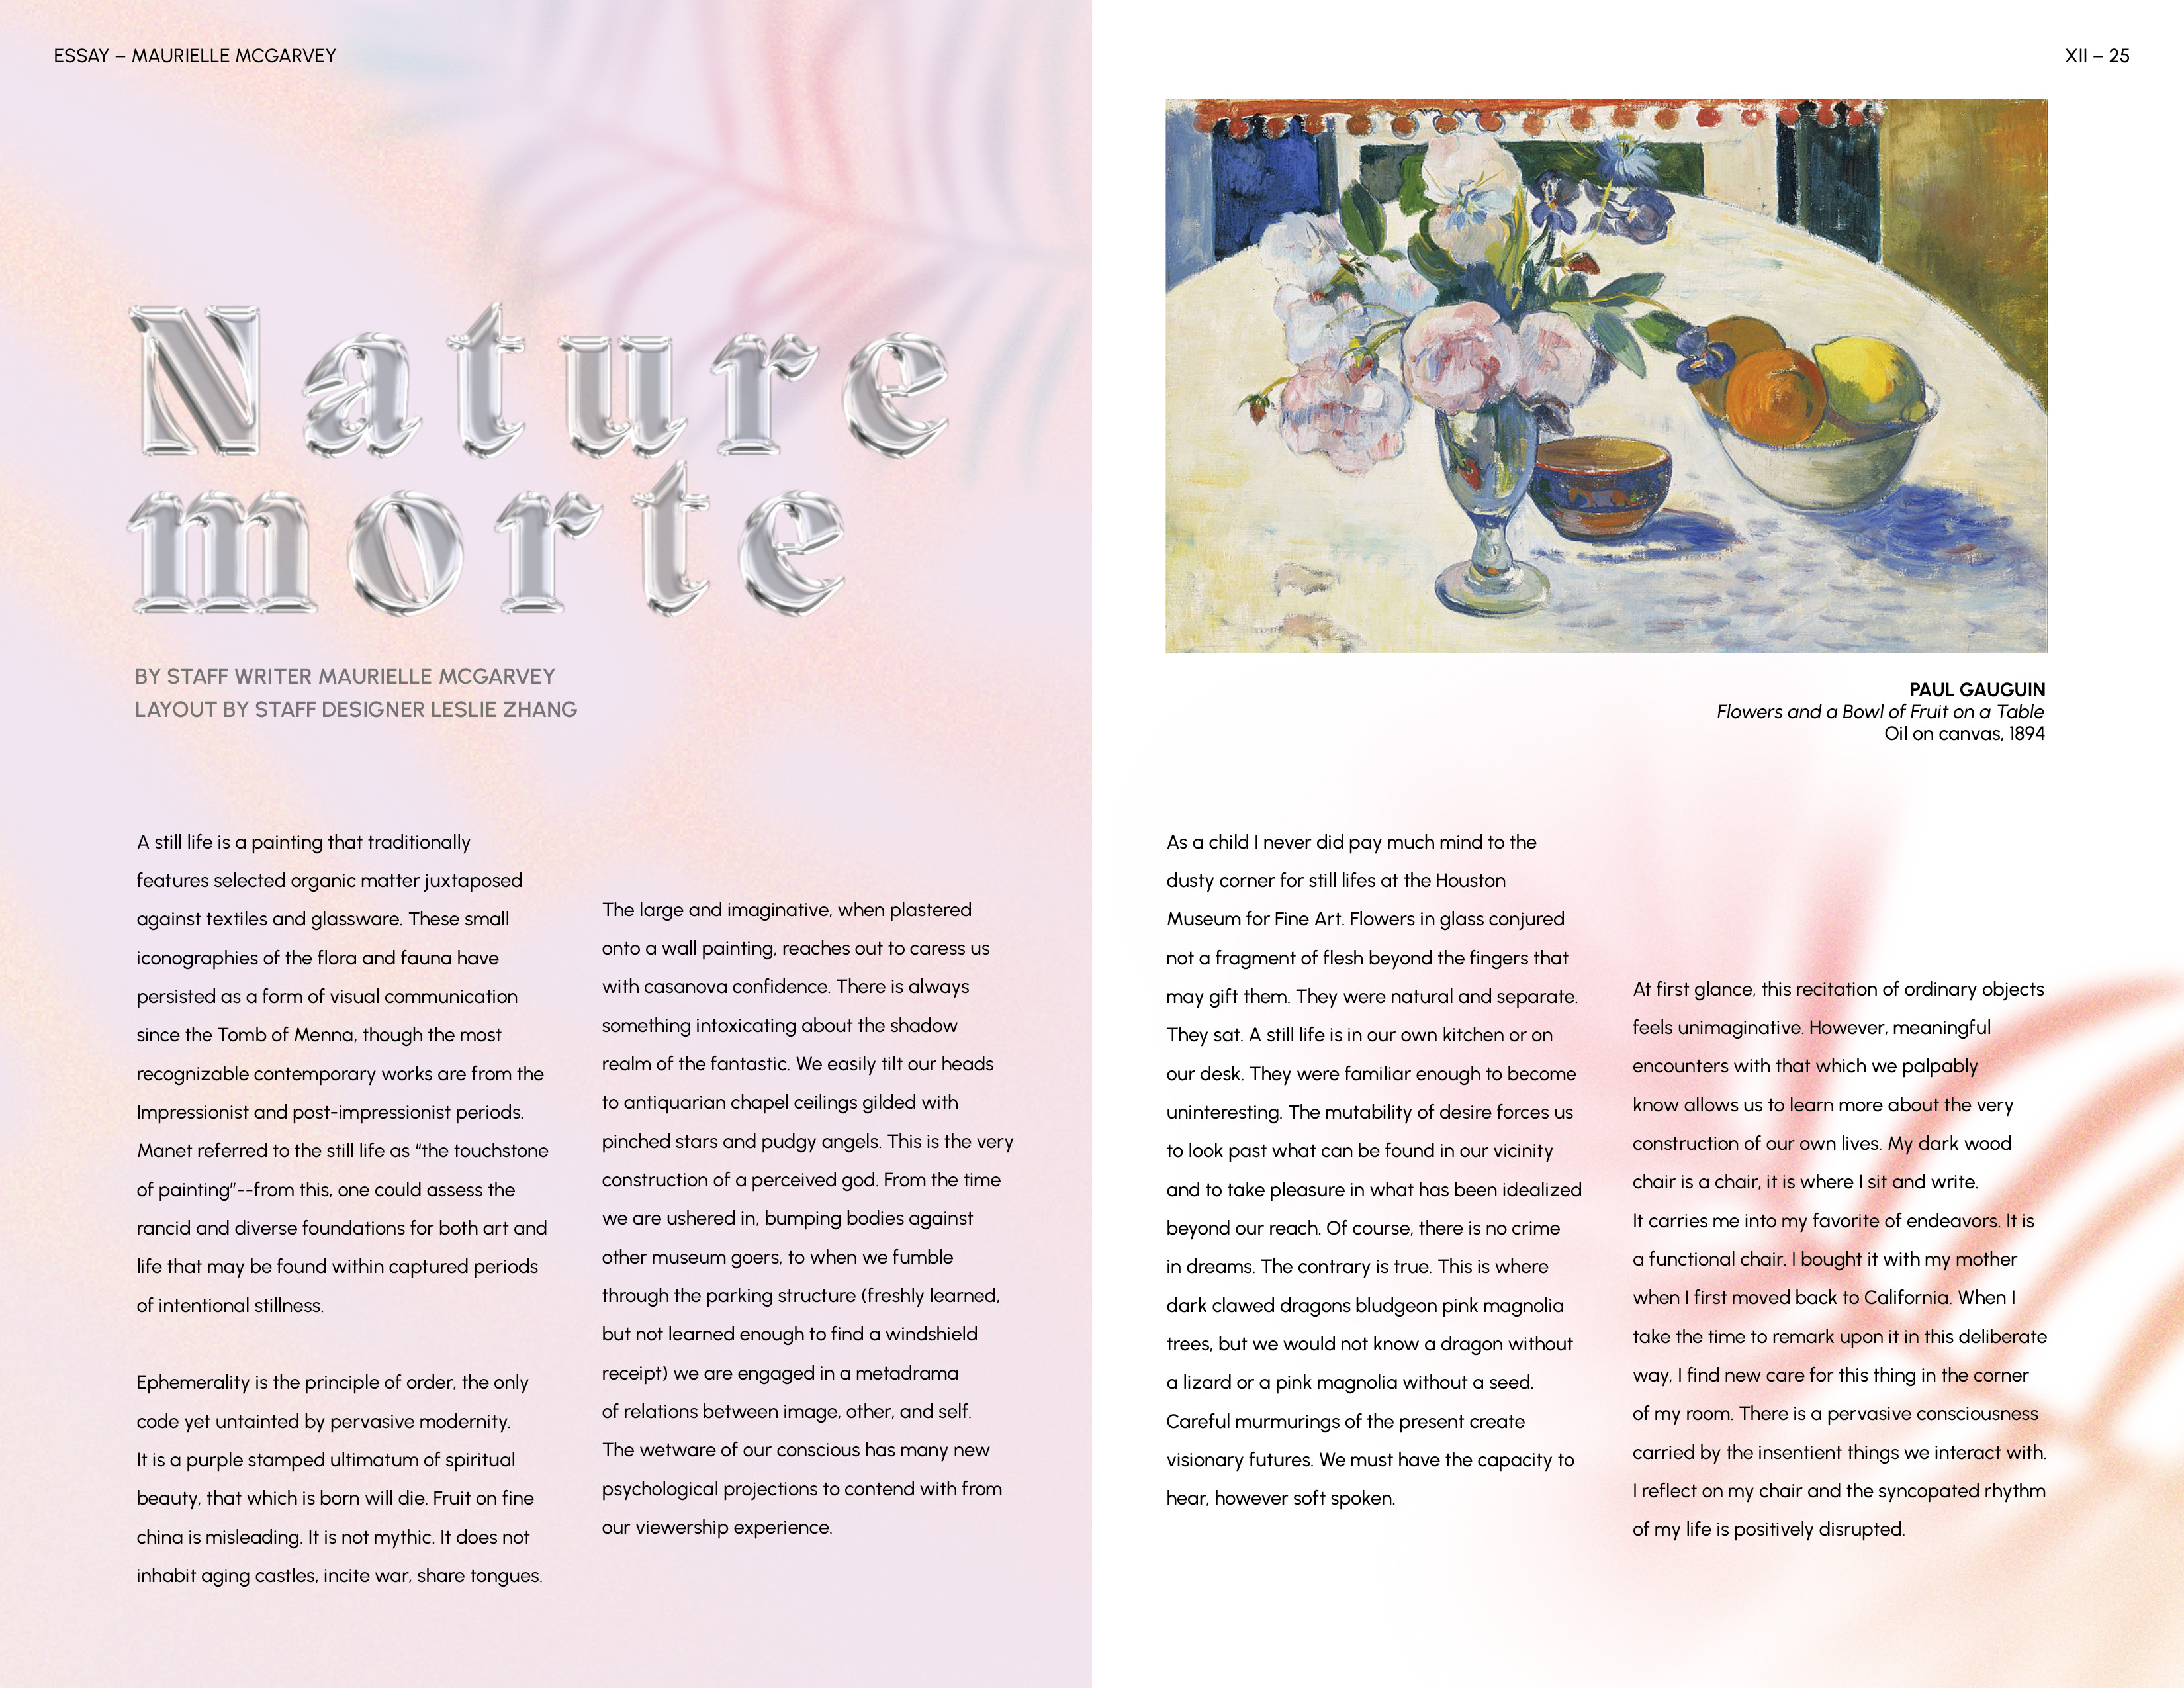 ESSAY – MAURIELLE MCGARVEY
XII – 25
Nature
morte
BY STAFF WRITER MAURIELLE MCGARVEY
LAYOUT BY STAFF DESIGNER LESLIE ZHANG
A still life is a painting that traditionally
features selected organic matter juxtaposed
against textiles and glassware. These small
iconographies of the flora and fauna have
persisted as a form of visual communication
since the Tomb of Menna, though the most
recognizable contemporary works are from the
Impressionist and post-impressionist periods.
Manet referred to the still life as “the touchstone
of painting”--from this, one could assess the
rancid and diverse foundations for both art and
life that may be found within captured periods
of intentional stillness.
Ephemerality is the principle of order, the only
code yet untainted by pervasive modernity.
It is a purple stamped ultimatum of spiritual
beauty, that which is born will die. Fruit on fine
china is misleading. It is not mythic. It does not
inhabit aging castles, incite war, share tongues.
The large and imaginative, when plastered
onto a wall painting, reaches out to caress us
with casanova confidence. There is always
something intoxicating about the shadow
realm of the fantastic. We easily tilt our heads
to antiquarian chapel ceilings gilded with
pinched stars and pudgy angels. This is the very
construction of a perceived god. From the time
we are ushered in, bumping bodies against
other museum goers, to when we fumble
through the parking structure (freshly learned,
but not learned enough to find a windshield
receipt) we are engaged in a metadrama
of relations between image, other, and self.
The wetware of our conscious has many new
psychological projections to contend with from
our viewership experience.
PAUL GAUGUIN
Flowers and a Bowl of Fruit on a Table
Oil on canvas, 1894
As a child I never did pay much mind to the
dusty corner for still lifes at the Houston
Museum for Fine Art. Flowers in glass conjured
not a fragment of flesh beyond the fingers that
may gift them. They were natural and separate.
They sat. A still life is in our own kitchen or on
our desk. They were familiar enough to become
uninteresting. The mutability of desire forces us
to look past what can be found in our vicinity
and to take pleasure in what has been idealized
beyond our reach. Of course, there is no crime
in dreams. The contrary is true. This is where
dark clawed dragons bludgeon pink magnolia
trees, but we would not know a dragon without
a lizard or a pink magnolia without a seed.
Careful murmurings of the present create
visionary futures. We must have the capacity to
hear, however soft spoken.
At first glance, this recitation of ordinary objects
feels unimaginative. However, meaningful
encounters with that which we palpably
know allows us to learn more about the very
construction of our own lives. My dark wood
chair is a chair, it is where I sit and write.
It carries me into my favorite of endeavors. It is
a functional chair. I bought it with my mother
when I first moved back to California. When I
take the time to remark upon it in this deliberate
way, I find new care for this thing in the corner
of my room. There is a pervasive consciousness
carried by the insentient things we interact with.
I reflect on my chair and the syncopated rhythm
of my life is positively disrupted.